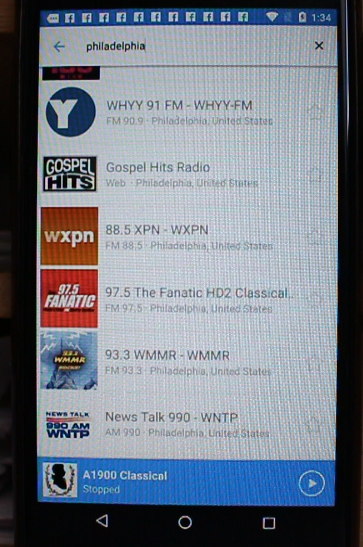 1:34
philadelphia
WHYY 91 FM - WHYY-FM
FM 90.9 · Philadelphia, United States
GOSPEL
HITS
Gospel Hits Radio
Web · Philadelphia, United States
wxpn
88.5 XPN - WXPN
FM 88.5 · Philadelphia, United States
97.5
FANATIC
97.5 The Fanatic HD2 Classical...
FM 97.5 · Philadelphia, United States
93.3
WMMR
93.3 WMMR - WMMR
FM 93.3 · Philadelphia, United States
NEWS TALK
990 AM
WNTP
News Talk 990 - WNTP
AM 990 · Philadelphia, United States
A1900 Classical
Stopped